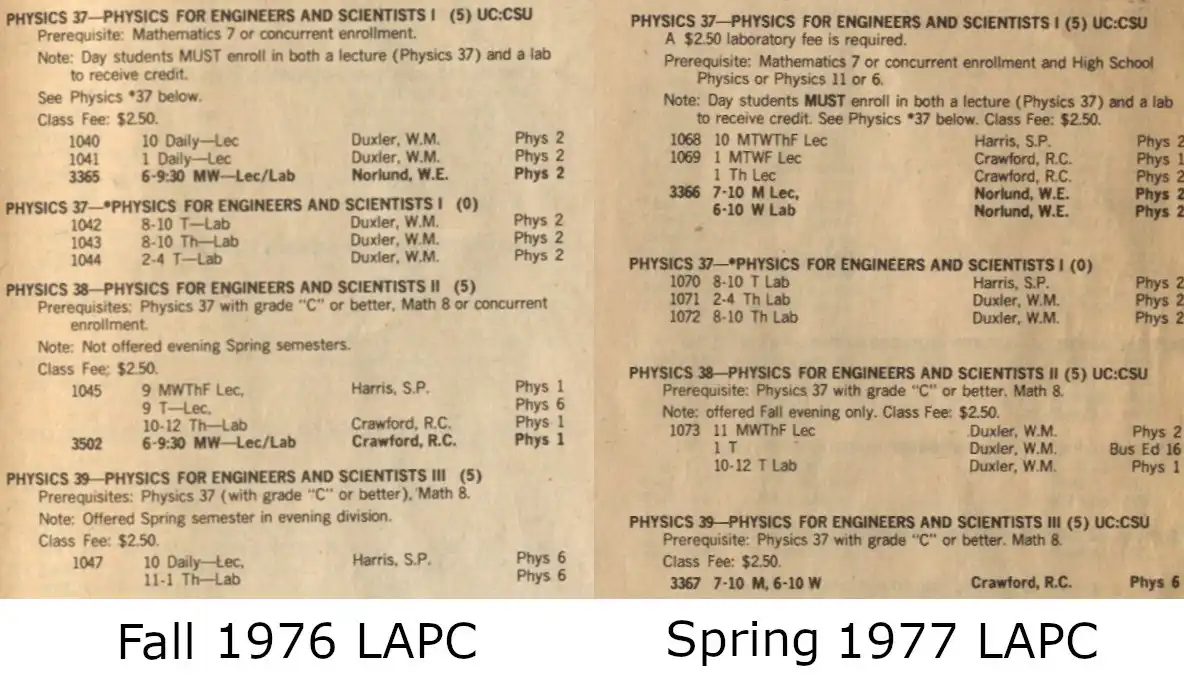 PHYSICS 37—PHYSICS FOR ENGINEERS AND SCIENTISTS I (5) UC:CSU
Prerequisite: Mathematics 7 or concurrent enrollment.
Note: Day students MUST enroll in both a lecture (Physics 37) and a lab
to receive credit.
See Physics *37 below.
Class Fee: $2.50.
1040 10 Daily—Lec Duxler, W.M. Phys 2
1041 1 Daily—Lec Duxler, W.M. Phys 2
3365 6-9:30 MW—Lec/Lab Norlund, W.E. Phys 2
PHYSICS 37—*PHYSICS FOR ENGINEERS AND SCIENTISTS I (0)
1042 8-10 T—Lab Duxler, W.M. Phys 2
1043 8-10 Th—Lab Duxler, W.M. Phys 2
1044 2-4 T—Lab Duxler, W.M. Phys 2
PHYSICS 38—PHYSICS FOR ENGINEERS AND SCIENTISTS II (5)
Prerequisites: Physics 37 with grade "C" or better, Math 8 or concurrent
enrollment.
Note: Not offered evening Spring semesters.
Class Fee: $2.50.
1045 9 MWThF Lec, Harris, S.P. Phys 1
9 T—Lec, Phys 6
10-12 Th—Lab Crawford, R.C. Phys 1
3502 6-9:30 MW—Lec/Lab Crawford, R.C. Phys 1
PHYSICS 39—PHYSICS FOR ENGINEERS AND SCIENTISTS III (5)
Prerequisites: Physics 37 (with grade "C" or better), Math 8.
Note: Offered Spring semester in evening division.
Class Fee: $2.50.
1047 10 Daily—Lec, Harris, S.P. Phys 6
11-1 Th—Lab Phys 6
Fall 1976 LAPC
PHYSICS 37—PHYSICS FOR ENGINEERS AND SCIENTISTS I (5) UC:CSU
A $2.50 laboratory fee is required.
Prerequisite: Mathematics 7 or concurrent enrollment and High School
Physics or Physics 11 or 6.
Note: Day students MUST enroll in both a lecture (Physics 37) and a lab
to receive credit. See Physics *37 below. Class Fee: $2.50.
1068 10 MTWThF Lec Harris, S.P. Phys 2
1069 1 MTWF Lec Crawford, R.C. Phys 1
1 Th Lec Crawford, R.C. Phys 2
3366 7-10 M Lec, Norlund, W.E. Phys 2
6-10 W Lab Norlund, W.E. Phys 2
PHYSICS 37—*PHYSICS FOR ENGINEERS AND SCIENTISTS I (0)
1070 8-10 T Lab Harris, S.P. Phys 2
1071 2-4 Th Lab Duxler, W.M. Phys 2
1072 8-10 Th Lab Duxler, W.M. Phys 2
PHYSICS 38—PHYSICS FOR ENGINEERS AND SCIENTISTS II (5) UC:CSU
Prerequisite: Physics 37 with grade "C" or better. Math 8.
Note: offered Fall evening only. Class Fee: $2.50.
1073 11 MWThF Lec Duxler, W.M. Phys 2
1 T Duxler, W.M. Bus Ed 16
10-12 T Lab Duxler, W.M. Phys 1
PHYSICS 39—PHYSICS FOR ENGINEERS AND SCIENTISTS III (5) UC:CSU
Prerequisite: Physics 37 with grade "C" or better. Math 8.
Class Fee: $2.50.
3367 7-10 M, 6-10 W Crawford, R.C. Phys 6
Spring 1977 LAPC